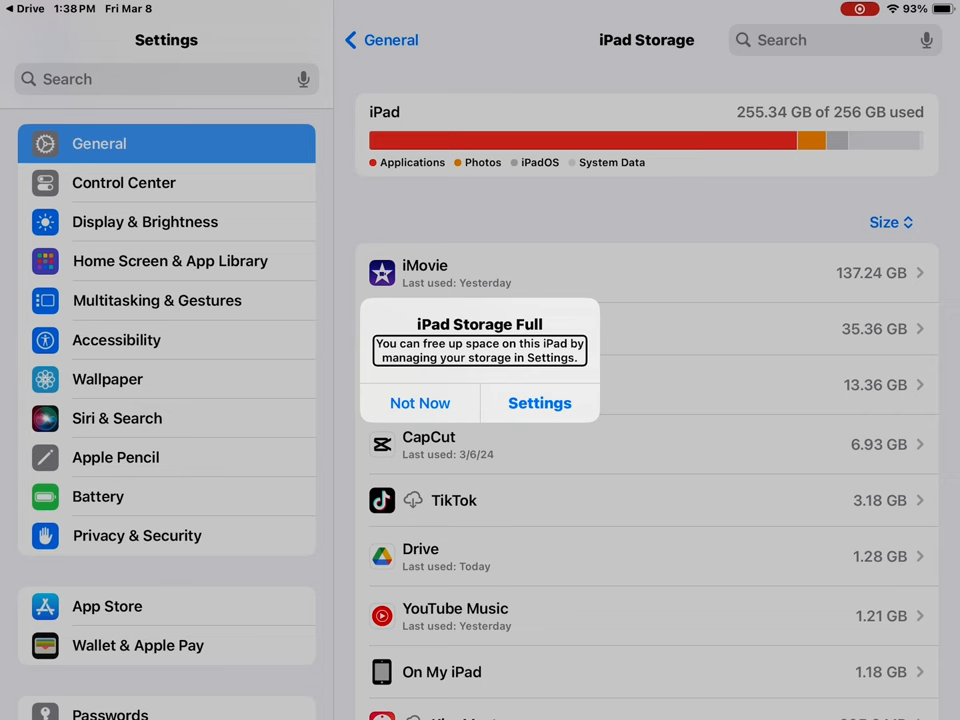 ◀ Drive 1:38 PM Fri Mar 8
93%
Settings
Search
General
Control Center
Display & Brightness
Home Screen & App Library
Multitasking & Gestures
Accessibility
Wallpaper
Siri & Search
Apple Pencil
Battery
Privacy & Security
App Store
Wallet & Apple Pay
Passwords
General
iPad Storage
Search
iPad
255.34 GB of 256 GB used
Applications Photos iPadOS System Data
Size
iMovie
Last used: Yesterday
137.24 GB
35.36 GB
13.36 GB
iPad Storage Full
You can free up space on this iPad by
managing your storage in Settings.
Not Now Settings
CapCut
Last used: 3/6/24
6.93 GB
TikTok
3.18 GB
Drive
Last used: Today
1.28 GB
YouTube Music
Last used: Yesterday
1.21 GB
On My iPad
1.18 GB